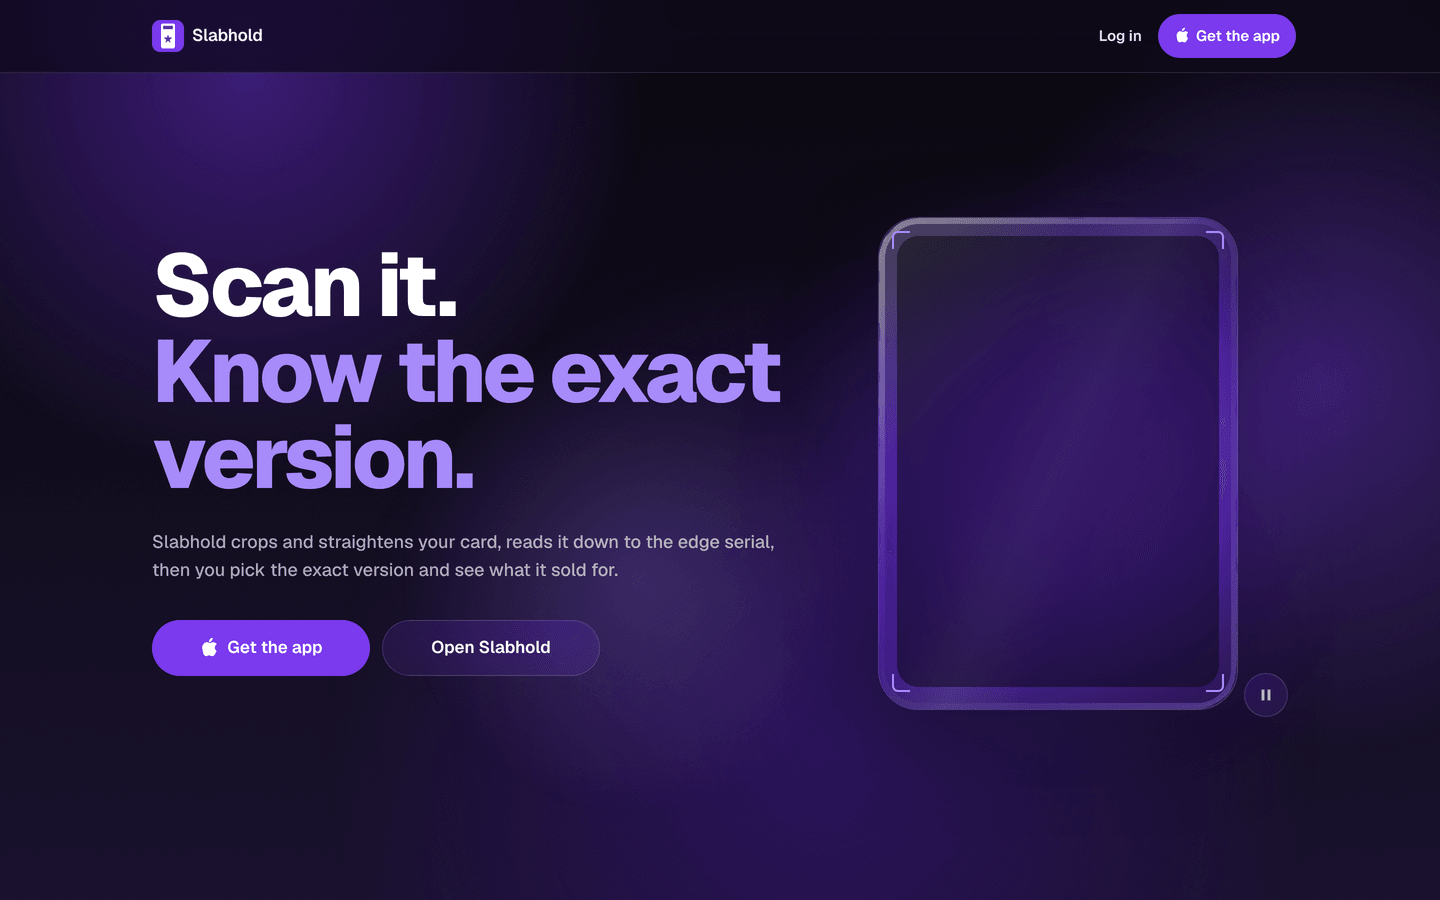 Slabhold
Log in
Get the app
Scan it.
Know the exact
version.
Slabhold crops and straightens your card, reads it down to the edge serial,
then you pick the exact version and see what it sold for.
Get the app
Open Slabhold